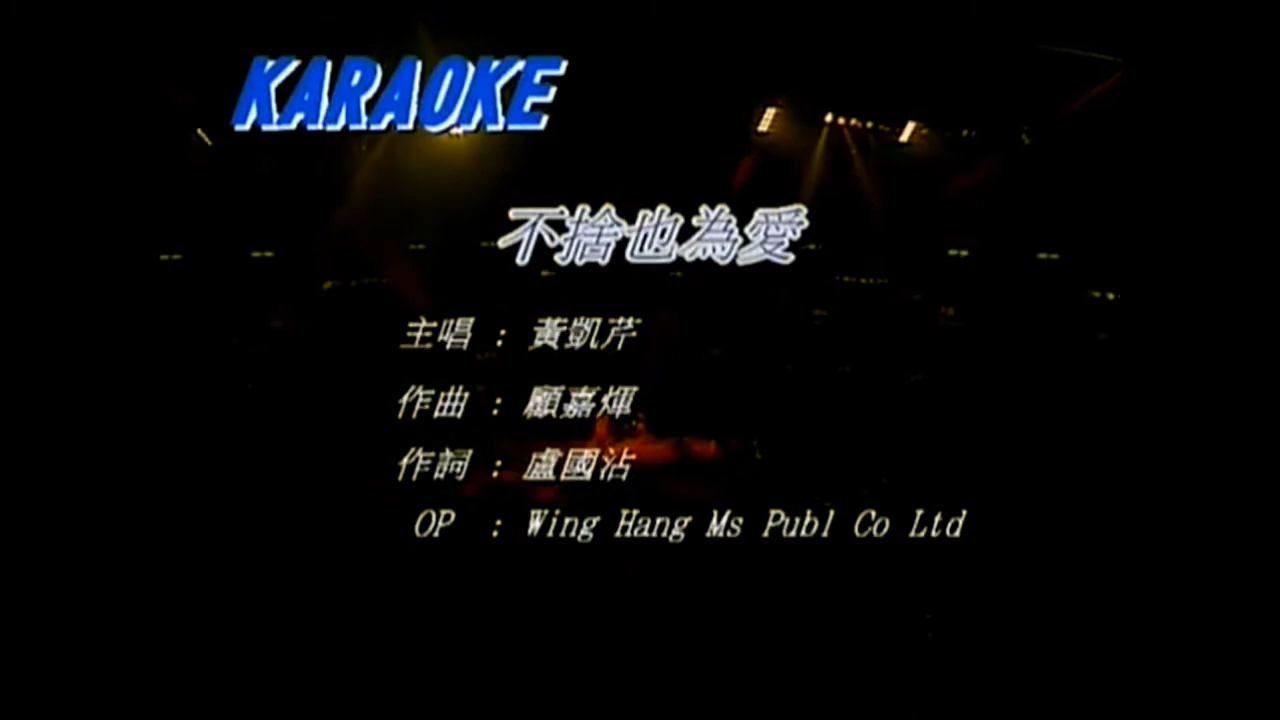 KARAOKE
不捨也為愛
主唱 : 黃凱芹
作曲 : 顧嘉煇
作詞 : 盧國沾
OP : Wing Hang Ms Publ Co Ltd